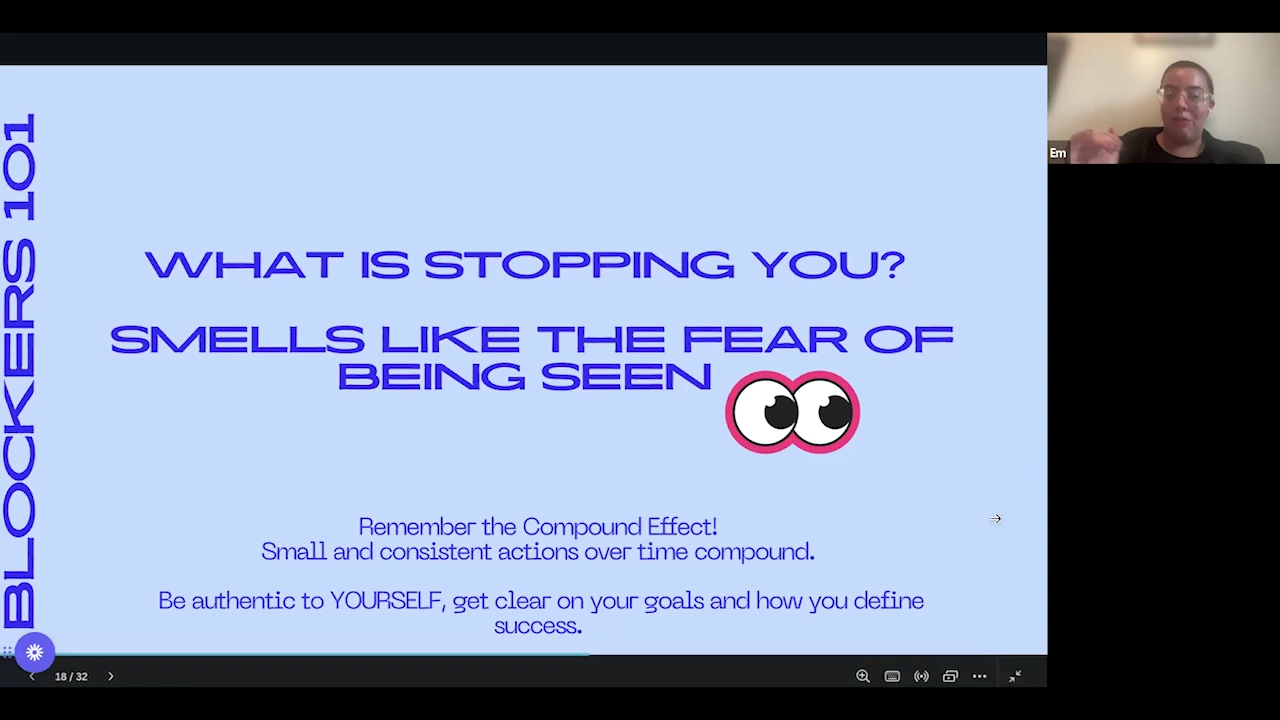 BLOCKERS 101
WHAT IS STOPPING YOU?
SMELLS LIKE THE FEAR OF
BEING SEEN
Remember the Compound Effect!
Small and consistent actions over time compound.
Be authentic to YOURSELF, get clear on your goals and how you define
success.
Em
18 / 32